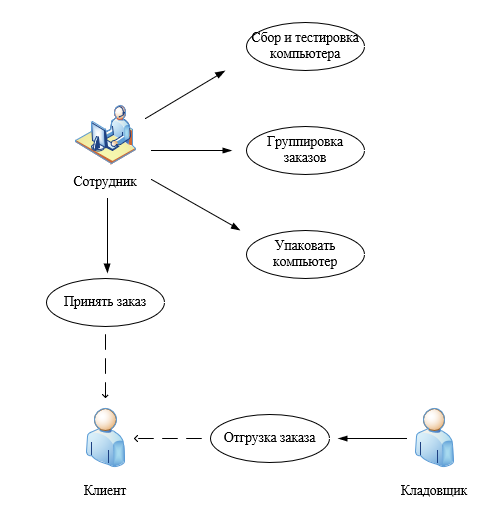 Сбор и тестировка
компьютера
Группировка
заказов
Сотрудник
Упаковать
компьютер
Принять заказ
Отгрузка заказа
Клиент
Кладовщик